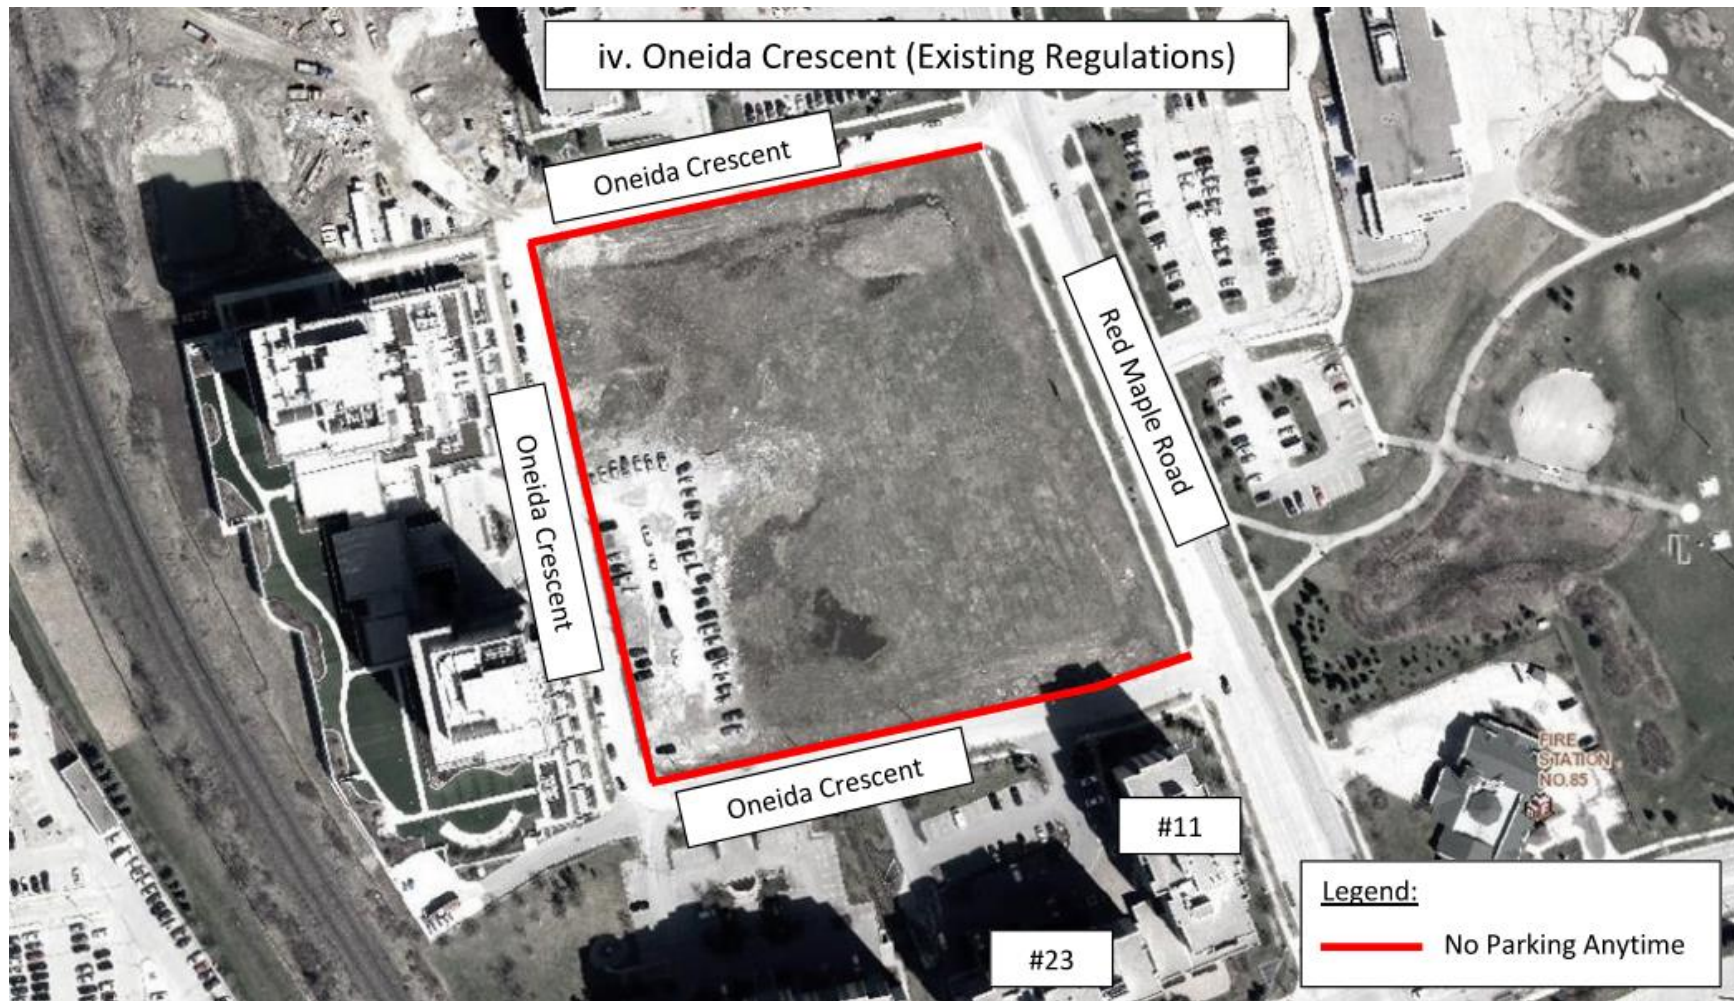 iv. Oneida Crescent (Existing Regulations)
Oneida Crescent
Red Maple Road
Oneida Crescent
Oneida Crescent
FIRE
STATION
NO.85
#11
#23
Legend:
No Parking Anytime